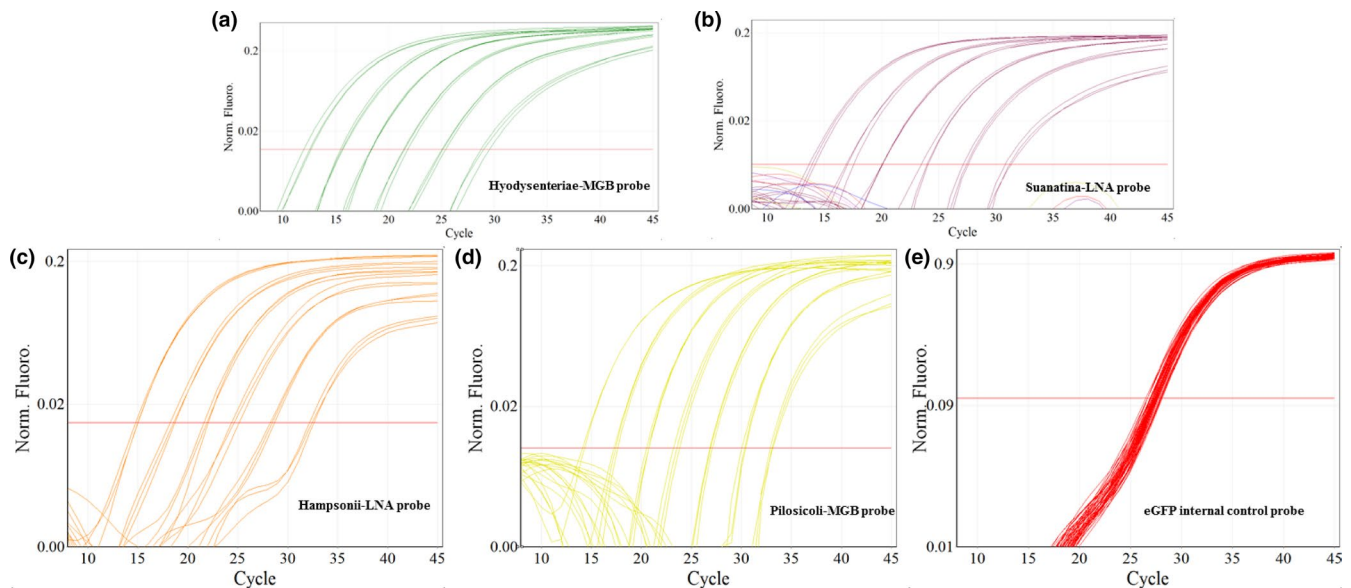 (a)
0.2
Norm. Fluoro.
0.02
Hyodysenteriae-MGB probe
0.00
10 15 20 25 30 35 40 45
Cycle
(b)
0.2
Norm. Fluoro.
0.02
Suanatina-LNA probe
0.00
10 15 20 25 30 35 40 45
Cycle
(c)
0.2
Norm. Fluoro.
0.02
Hampsonii-LNA probe
0.00
10 15 20 25 30 35 40 45
Cycle
(d)
0.2
Norm. Fluoro.
0.02
Pilosicoli-MGB probe
0.00
10 15 20 25 30 35 40 45
Cycle
(e)
0.9
Norm. Fluoro.
0.09
eGFP internal control probe
0.01
10 15 20 25 30 35 40 45
Cycle